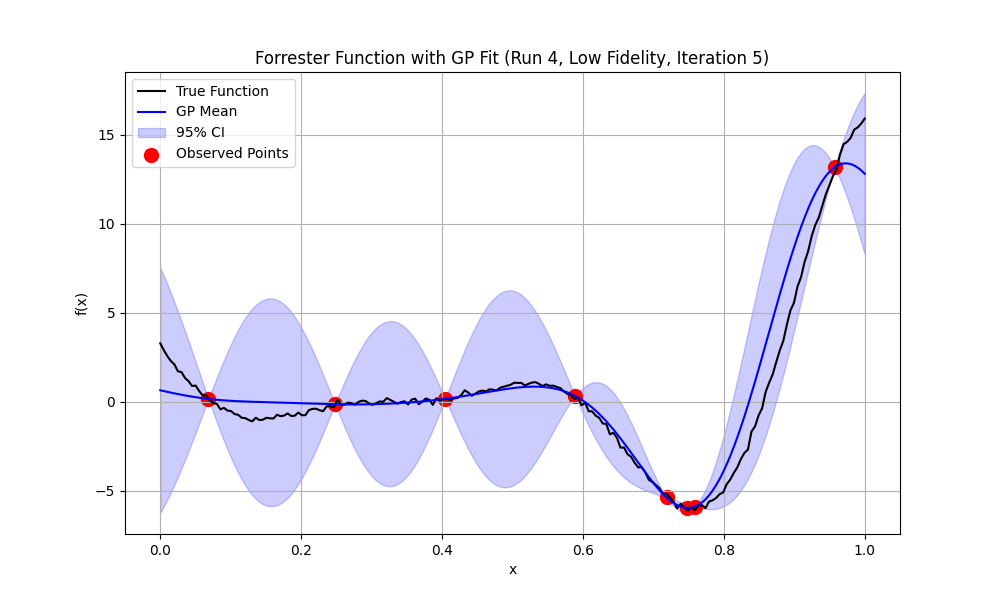 Forrester Function with GP Fit (Run 4, Low Fidelity, Iteration 5)
True Function
GP Mean
95% CI
Observed Points
f(x)
15
10
5
0
−5
0.0 0.2 0.4 0.6 0.8 1.0
x